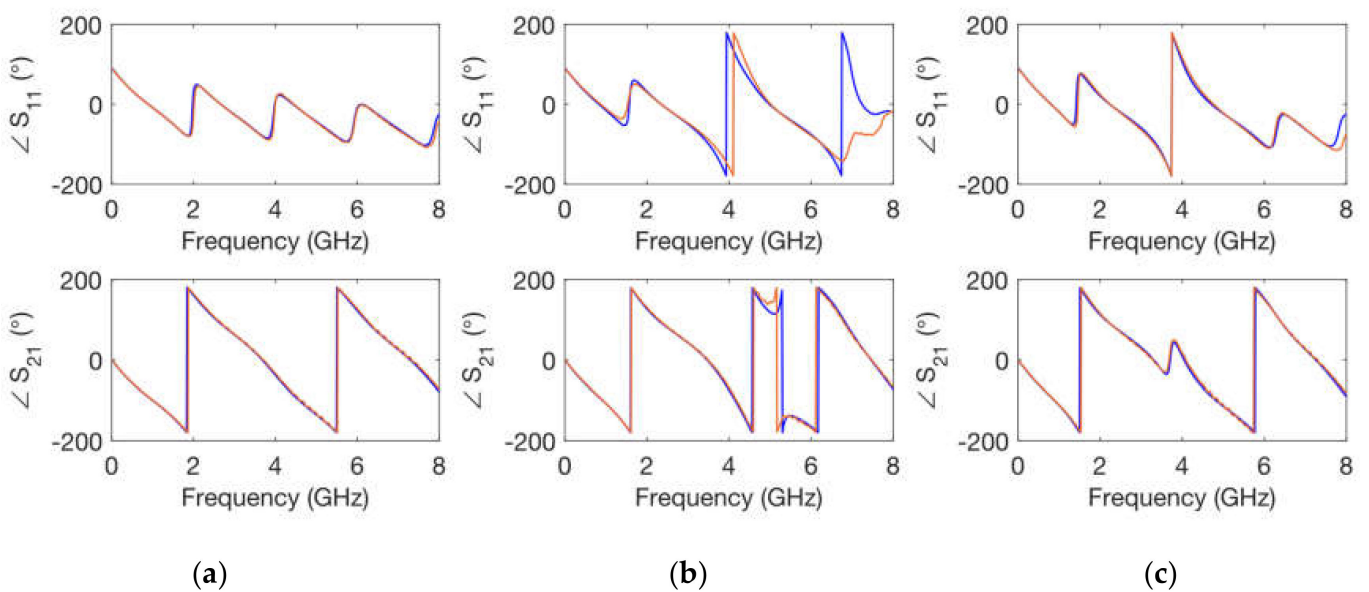 200
0
-200
∠ S11 (°)
0 2 4 6 8
Frequency (GHz)
200
0
-200
∠ S11 (°)
0 2 4 6 8
Frequency (GHz)
200
0
-200
∠ S11 (°)
0 2 4 6 8
Frequency (GHz)
200
0
-200
∠ S21 (°)
0 2 4 6 8
Frequency (GHz)
200
0
-200
∠ S21 (°)
0 2 4 6 8
Frequency (GHz)
200
0
-200
∠ S21 (°)
0 2 4 6 8
Frequency (GHz)
(a) (b) (c)